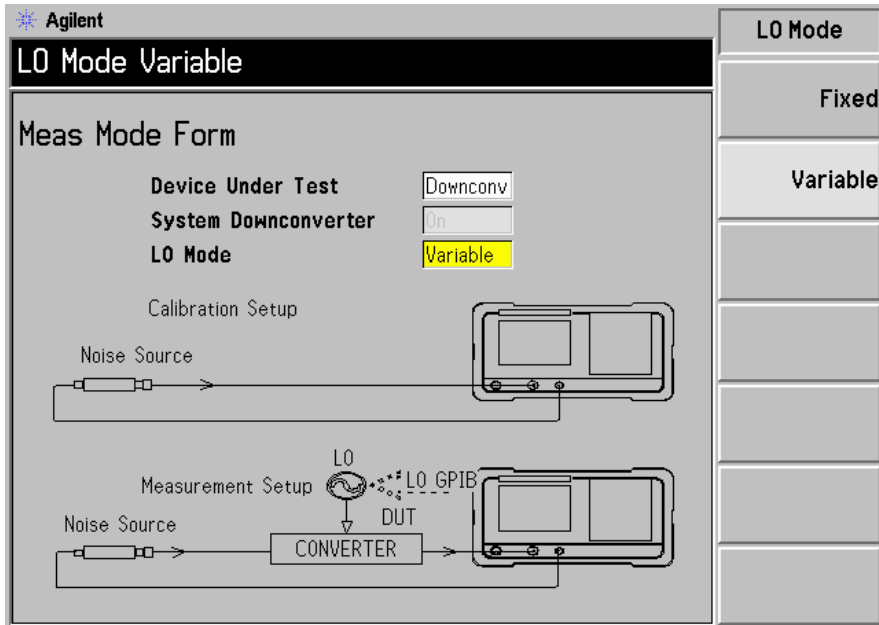 Agilent
LO Mode Variable
Meas Mode Form
Device Under Test Downconv
System Downconverter On
LO Mode Variable
Calibration Setup
Noise Source
LO
Measurement Setup LO GPIB
Noise Source DUT
CONVERTER
LO Mode
Fixed
Variable